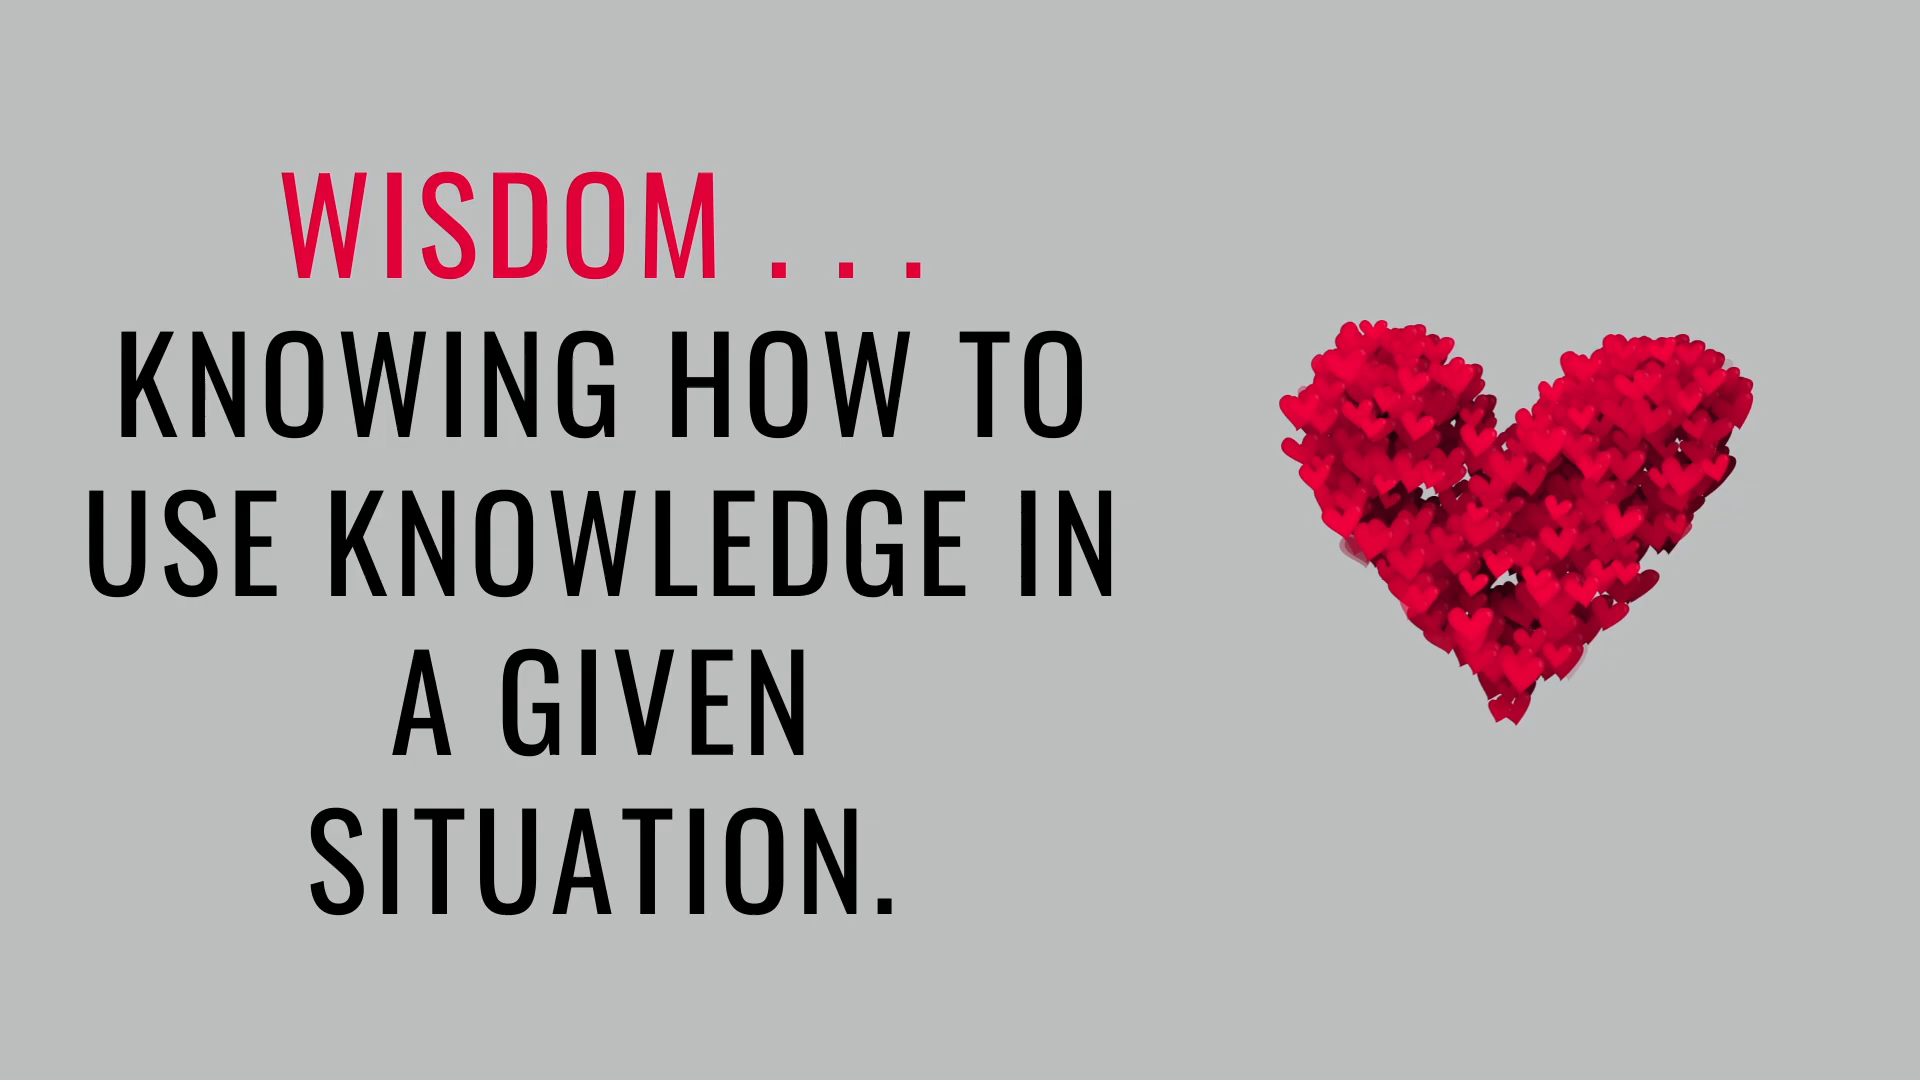 WISDOM . . .
KNOWING HOW TO
USE KNOWLEDGE IN
A GIVEN
SITUATION.